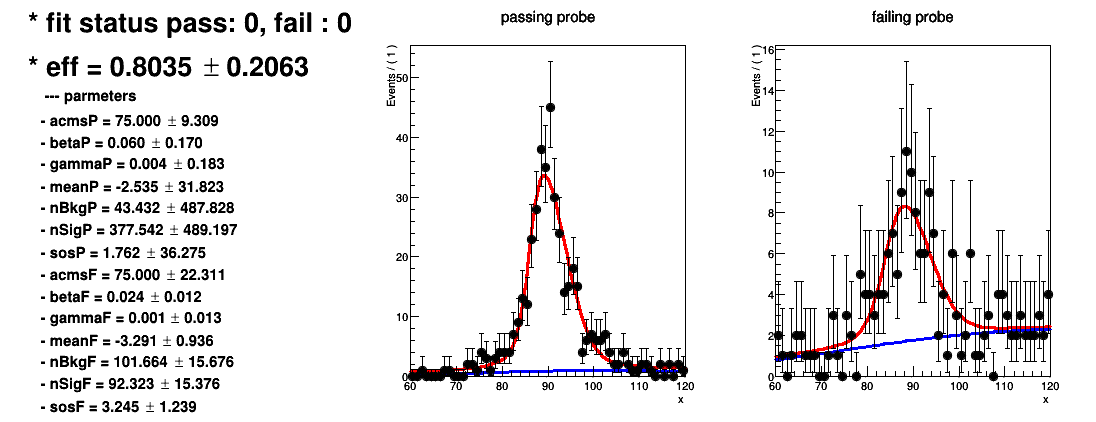 * fit status pass: 0, fail : 0
* eff = 0.8035 ± 0.2063
--- parmeters
- acmsP = 75.000 ± 9.309
- betaP = 0.060 ± 0.170
- gammaP = 0.004 ± 0.183
- meanP = -2.535 ± 31.823
- nBkgP = 43.432 ± 487.828
- nSigP = 377.542 ± 489.197
- sosP = 1.762 ± 36.275
- acmsF = 75.000 ± 22.311
- betaF = 0.024 ± 0.012
- gammaF = 0.001 ± 0.013
- meanF = -3.291 ± 0.936
- nBkgF = 101.664 ± 15.676
- nSigF = 92.323 ± 15.376
- sosF = 3.245 ± 1.239
passing probe
Events / ( 1 )
50
40
30
20
10
0
60 70 80 90 100 110 120
x
failing probe
Events / ( 1 )
16
14
12
10
8
6
4
2
0
60 70 80 90 100 110 120
x